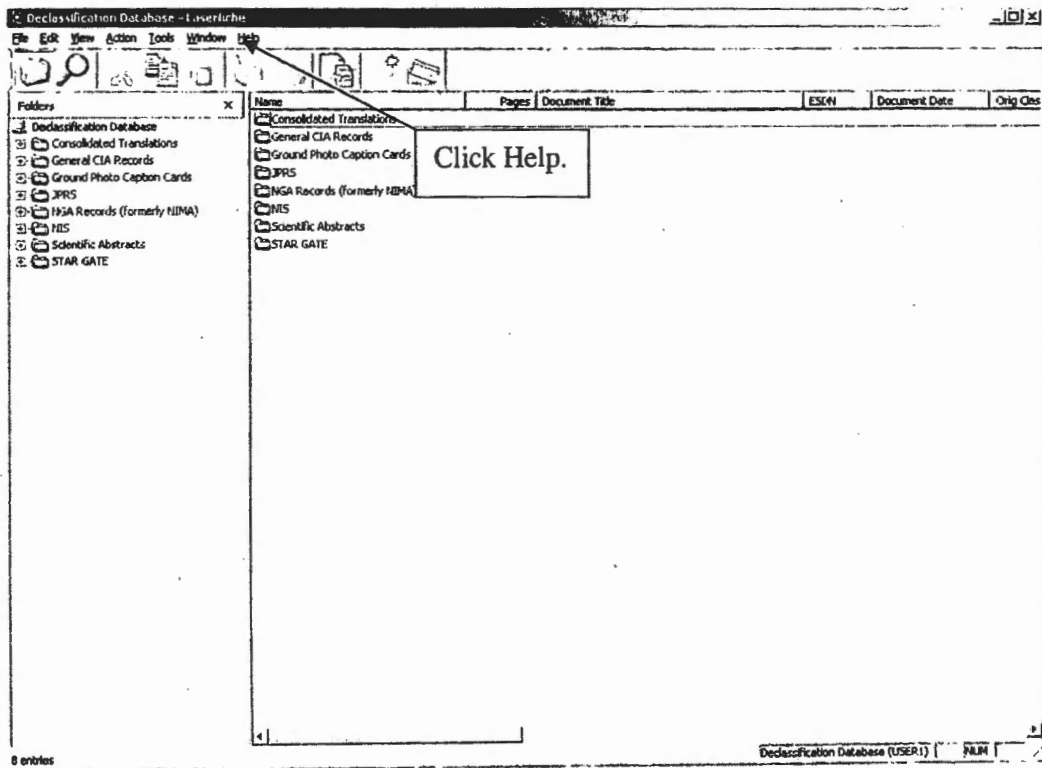 Declassification Database - Laserfiche
File Edit View Action Tools Window Help
Folders x
Declassification Database
Consolidated Translations
General CIA Records
Ground Photo Caption Cards
JPRS
NGA Records (formerly NIMA)
NIS
Scientific Abstracts
STAR GATE
Name Pages Document Title ESDN Document Date Orig Clas
Consolidated Translations
General CIA Records
Ground Photo Caption Cards
JPRS
NGA Records (formerly NIMA)
NIS
Scientific Abstracts
STAR GATE
Click Help.
8 entries
Declassification Database (USER1) NUM